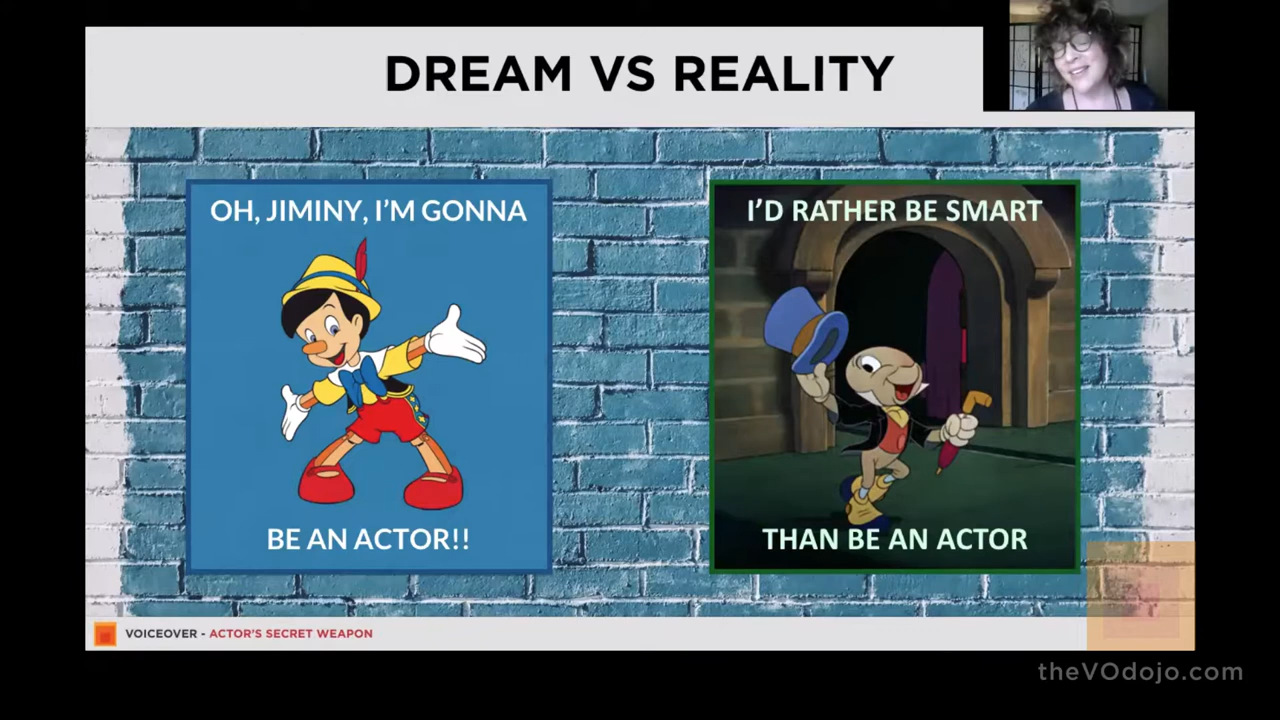 DREAM VS REALITY
OH, JIMINY, I'M GONNA
BE AN ACTOR!!
I'D RATHER BE SMART
THAN BE AN ACTOR
VOICEOVER - ACTOR'S SECRET WEAPON
theVOdojo.com